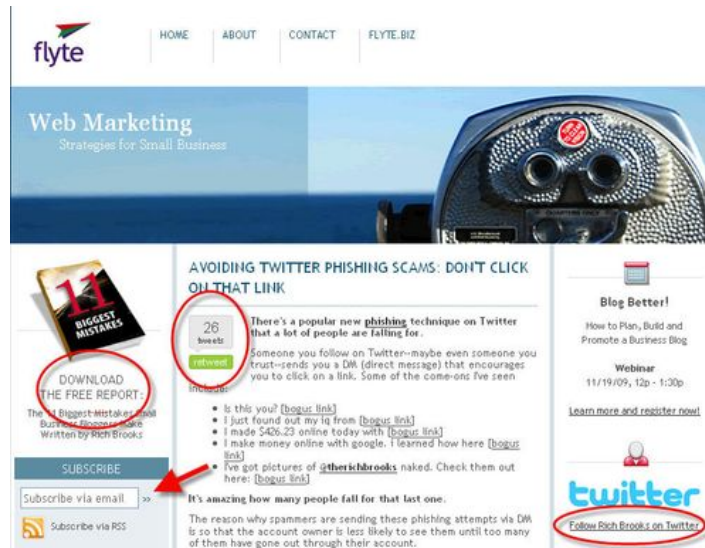 flyte
HOME ABOUT CONTACT FLYTE.BIZ
Web Marketing
Strategies for Small Business
QUARTERS ONLY
11
BIGGEST
MISTAKES
DOWNLOAD
THE FREE REPORT:
The 11 Biggest Mistakes Small
Business Bloggers Make
Written by Rich Brooks
SUBSCRIBE
Subscribe via email »
Subscribe via RSS
AVOIDING TWITTER PHISHING SCAMS: DON'T CLICK
ON THAT LINK
26
tweets
retweet
There's a popular new phishing technique on Twitter
that a lot of people are falling for.
Someone you follow on Twitter--maybe even someone you
trust--sends you a DM (direct message) that encourages
you to click on a link. Some of the come-ons I've seen
include:
• Is this you? [bogus link]
• I just found out my iq from [bogus link]
• I made $426.23 online today with [bogus link]
• I make money online with google. I learned how here [bogus
link]
• I've got pictures of @therichbrooks naked. Check them out
here: [bogus link]
It's amazing how many people fall for that last one.
The reason why spammers are sending these phishing attempts via DM
is so that the account owner is less likely to see them until too many
of them have gone out through their account.
Blog Better!
How to Plan, Build and
Promote a Business Blog
Webinar
11/19/09, 12p - 1:30p
Learn more and register now!
twitter
Follow Rich Brooks on Twitter